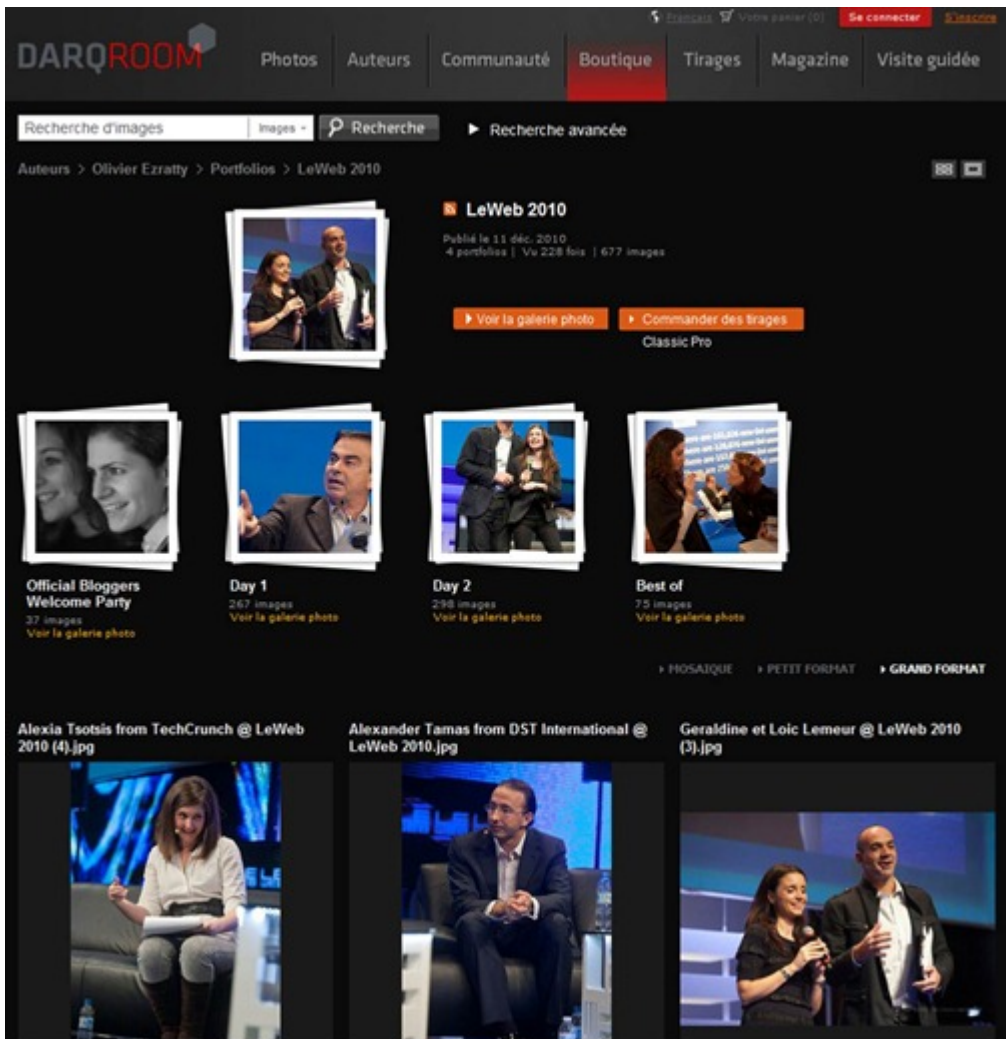 Français Votre panier (0) Se connecter S'inscrire
DARQROOM
Photos Auteurs Communauté Boutique Tirages Magazine Visite guidée
Recherche d'images Images Recherche Recherche avancée
Auteurs > Olivier Ezratty > Portfolios > LeWeb 2010
LeWeb 2010
Publié le 11 déc. 2010
4 portfolios | Vu 228 fois | 677 images
Voir la galerie photo Commander des tirages
Classic Pro
Official Bloggers
Welcome Party
37 images
Voir la galerie photo
Day 1
267 images
Voir la galerie photo
Day 2
298 images
Voir la galerie photo
Best of
75 images
Voir la galerie photo
MOSAIQUE PETIT FORMAT GRAND FORMAT
Alexia Tsotsis from TechCrunch @ LeWeb
2010 (4).jpg
Alexander Tamas from DST International @
LeWeb 2010.jpg
Geraldine et Loic Lemeur @ LeWeb 2010
(3).jpg